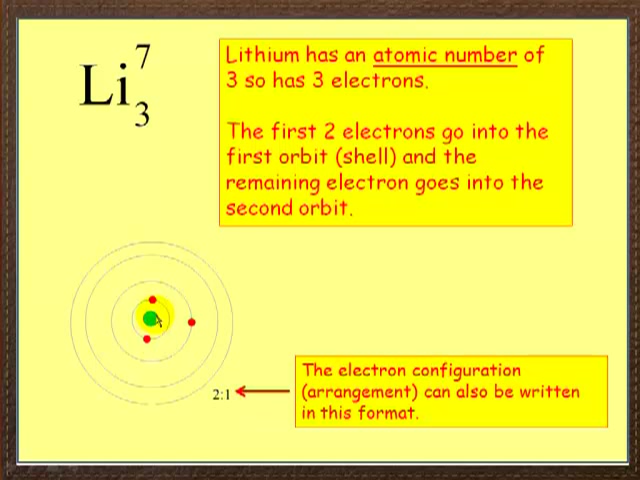 Li 7
3
Lithium has an atomic number of
3 so has 3 electrons.
The first 2 electrons go into the
first orbit (shell) and the
remaining electron goes into the
second orbit.
2:1
The electron configuration
(arrangement) can also be written
in this format.